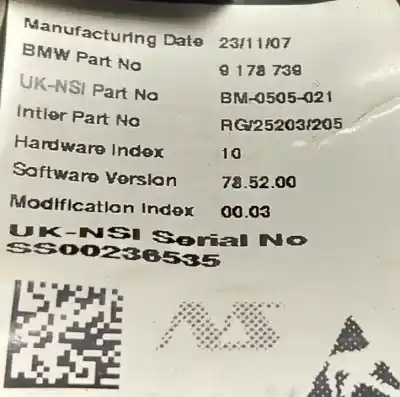 Manufacturing Date 23/11/07
BMW Part No 9 178 739
UK-NSI Part No BM-0505-021
Intier Part No RG/25203/205
Hardware Index 10
Software Version 78.52.00
Modification Index 00.03
UK-NSI Serial No
SS00236535